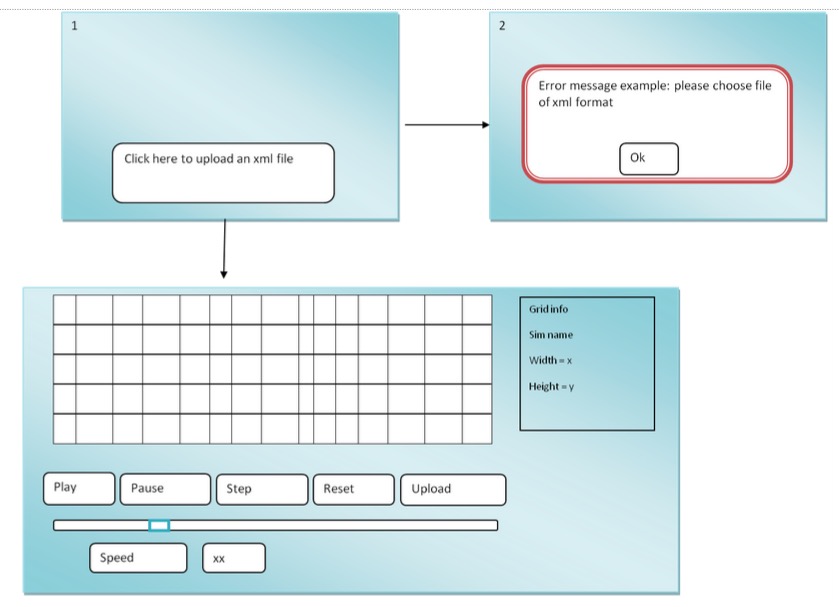 1
Click here to upload an xml file
2
Error message example: please choose file
of xml format
Ok
Grid info
Sim name
Width = x
Height = y
Play
Pause
Step
Reset
Upload
Speed
xx